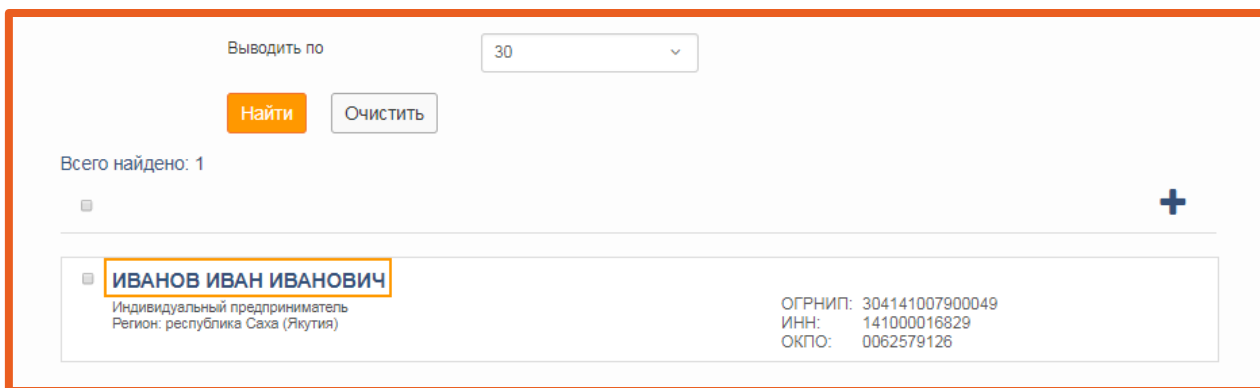 Выводить по 30
Найти Очистить
Всего найдено: 1
ИВАНОВ ИВАН ИВАНОВИЧ
Индивидуальный предприниматель
Регион: республика Саха (Якутия)
ОГРНИП: 304141007900049
ИНН: 141000016829
ОКПО: 0062579126